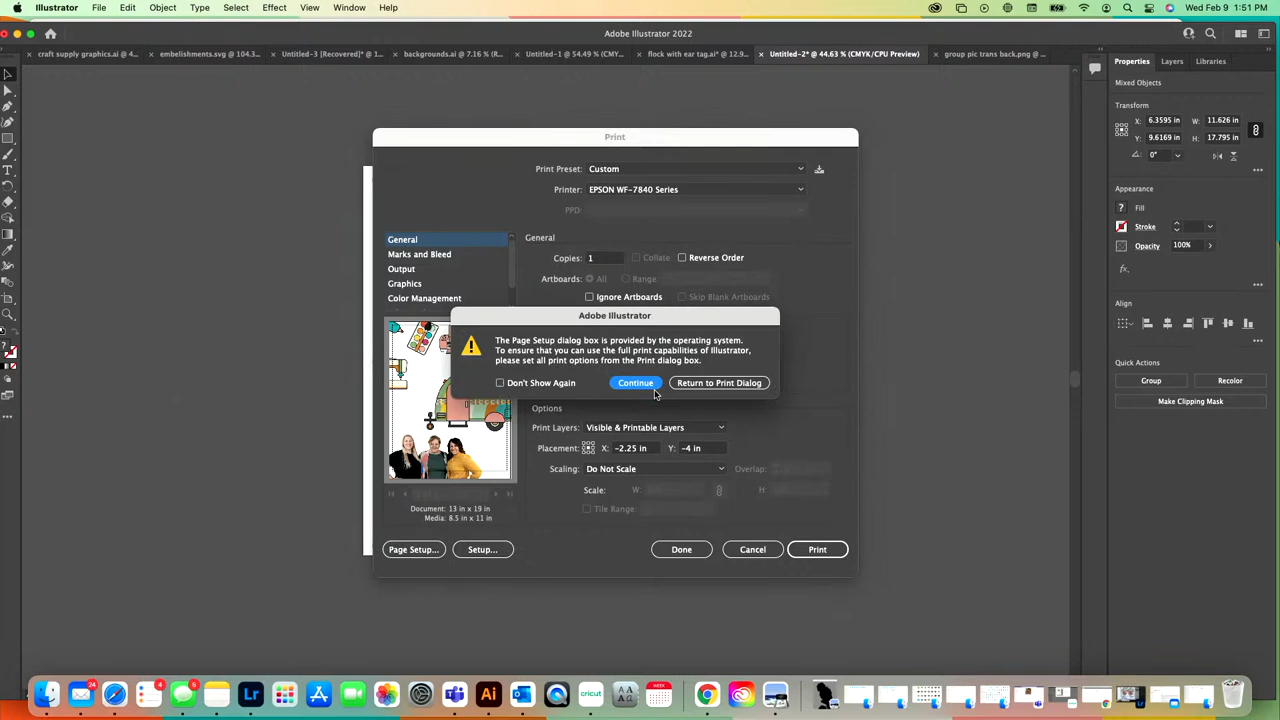 Illustrator File Edit Object Type Select Effect View Window Help Wed Feb 9 1:51 PM
Adobe Illustrator 2022
craft supply graphics.ai @ 4... embelishments.svg @ 104.3... Untitled-3 [Recovered]* @ 1... backgrounds.ai @ 7.16 % (R... Untitled-1 @ 54.49 % (CMY... flock with ear tag.ai* @ 12.9... Untitled-2* @ 44.63 % (CMYK/CPU Preview) group pic trans back.png @ ...
Properties Layers Libraries
Mixed Objects
Transform
X: 6.3595 in W: 11.626 in
Y: 9.6169 in H: 17.795 in
0°
Appearance
? Fill
Stroke
Opacity 100%
fx.
Align
Quick Actions
Group Recolor
Make Clipping Mask
Print
Print Preset: Custom
Printer: EPSON WF-7840 Series
PPD:
General
Marks and Bleed
Output
Graphics
Color Management
General
Copies: 1 Collate Reverse Order
Artboards: All Range:
Ignore Artboards Skip Blank Artboards
Adobe Illustrator
The Page Setup dialog box is provided by the operating system.
To ensure that you can use the full print capabilities of Illustrator,
please set all print options from the Print dialog box.
Don't Show Again Continue Return to Print Dialog
Options
Print Layers: Visible & Printable Layers
Placement: X: -2.25 in Y: -4 in
Scaling: Do Not Scale Overlap:
Scale: W: H:
Tile Range:
Document: 13 in x 19 in
Media: 8.5 in x 11 in
Page Setup... Setup... Done Cancel Print
24 4 6 Lr Ai cricut WEEK